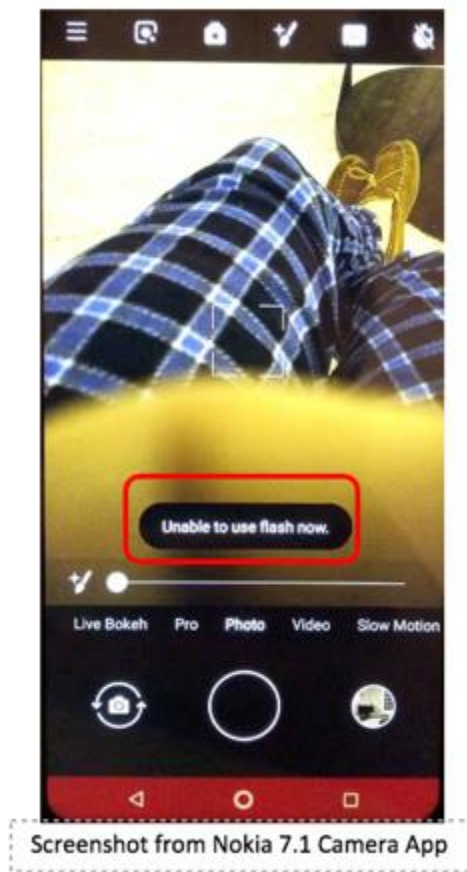 Unable to use flash now.
Live Bokeh Pro Photo Video Slow Motion
Screenshot from Nokia 7.1 Camera App